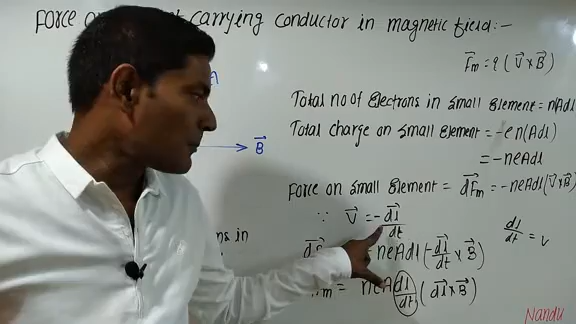 Force o t carrying conductor in magnetic field:-
F⃗m = q (V⃗ x B⃗)
Total no of Electrons in small Element = n(Adl
Total charge on small Element = -en(Adl)
B⃗
= -neAdl
Force on small Element = dF⃗m = -neAdl(V⃗ x B⃗)
∵ V⃗ = -dl⃗/dt
dl/dt = v
ns in
neAdl(-dl⃗/dt x B⃗)
m = neA dl/dt (dl⃗ x B⃗)
Nandu